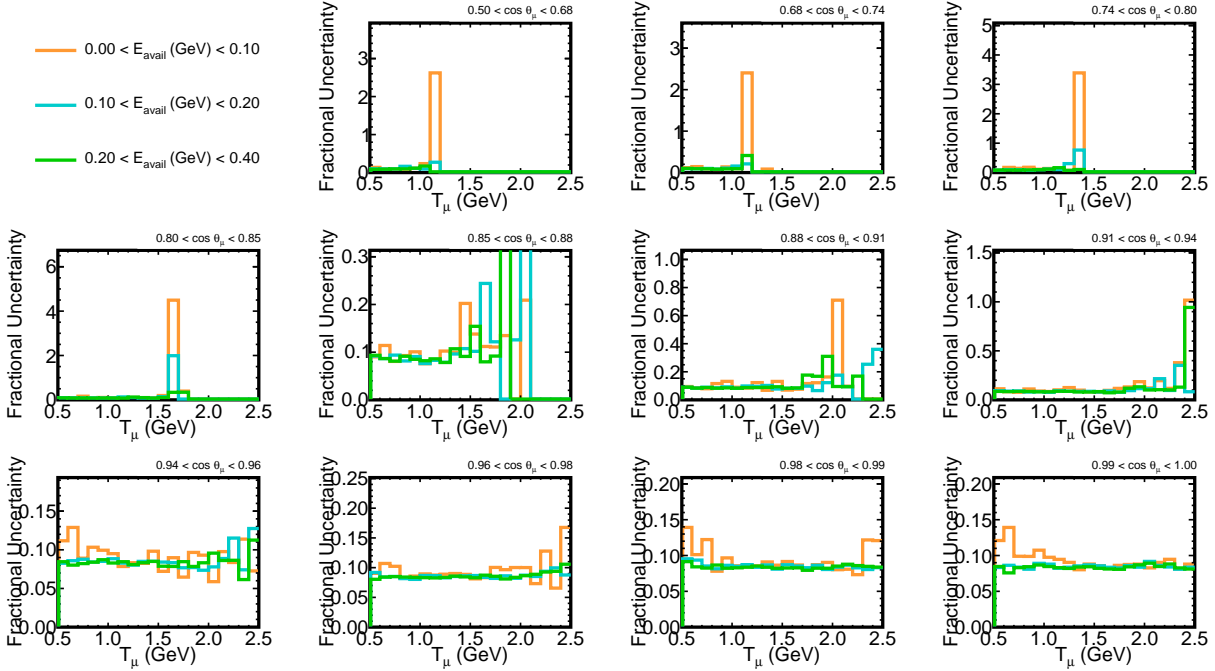 0.00 < E_avail (GeV) < 0.10
0.10 < E_avail (GeV) < 0.20
0.20 < E_avail (GeV) < 0.40
0.50 < cos θ_μ < 0.68
Fractional Uncertainty
3
2
1
0
0.5 1.0 1.5 2.0 2.5
T_μ (GeV)
0.68 < cos θ_μ < 0.74
Fractional Uncertainty
3
2
1
0
0.5 1.0 1.5 2.0 2.5
T_μ (GeV)
0.74 < cos θ_μ < 0.80
Fractional Uncertainty
5
4
3
2
1
0
0.5 1.0 1.5 2.0 2.5
T_μ (GeV)
0.80 < cos θ_μ < 0.85
Fractional Uncertainty
6
4
2
0
0.5 1.0 1.5 2.0 2.5
T_μ (GeV)
0.85 < cos θ_μ < 0.88
Fractional Uncertainty
0.3
0.2
0.1
0.0
0.5 1.0 1.5 2.0 2.5
T_μ (GeV)
0.88 < cos θ_μ < 0.91
Fractional Uncertainty
1.0
0.8
0.6
0.4
0.2
0.0
0.5 1.0 1.5 2.0 2.5
T_μ (GeV)
0.91 < cos θ_μ < 0.94
Fractional Uncertainty
1.5
1.0
0.5
0.0
0.5 1.0 1.5 2.0 2.5
T_μ (GeV)
0.94 < cos θ_μ < 0.96
Fractional Uncertainty
0.15
0.10
0.05
0.00
0.5 1.0 1.5 2.0 2.5
T_μ (GeV)
0.96 < cos θ_μ < 0.98
Fractional Uncertainty
0.25
0.20
0.15
0.10
0.05
0.00
0.5 1.0 1.5 2.0 2.5
T_μ (GeV)
0.98 < cos θ_μ < 0.99
Fractional Uncertainty
0.20
0.15
0.10
0.05
0.00
0.5 1.0 1.5 2.0 2.5
T_μ (GeV)
0.99 < cos θ_μ < 1.00
Fractional Uncertainty
0.20
0.15
0.10
0.05
0.00
0.5 1.0 1.5 2.0 2.5
T_μ (GeV)